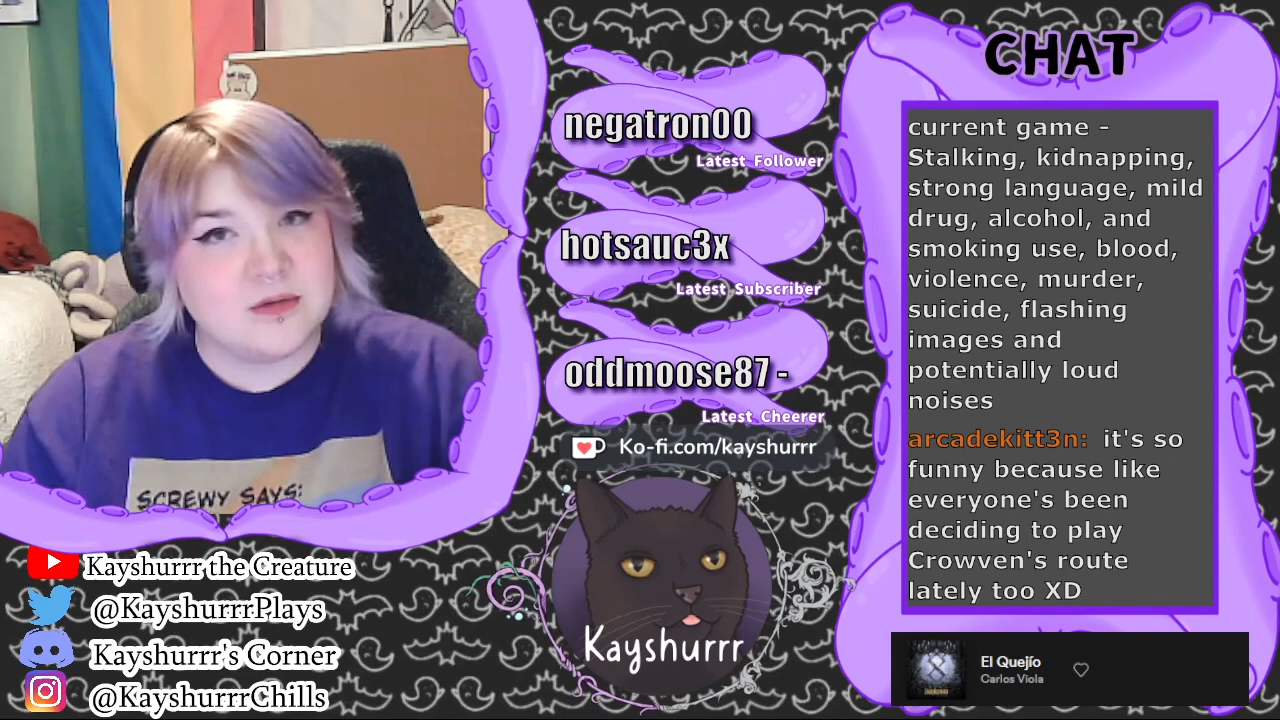 SCREWY SAYS:
negatron00
Latest Follower
hotsauc3x
Latest Subscriber
oddmoose87 -
Latest Cheerer
Ko-fi.com/kayshurrr
Kayshurrr
Kayshurrr the Creature
@KayshurrrPlays
Kayshurrr's Corner
@KayshurrrChills
CHAT
current game -
Stalking, kidnapping,
strong language, mild
drug, alcohol, and
smoking use, blood,
violence, murder,
suicide, flashing
images and
potentially loud
noises
arcadekitt3n: it's so
funny because like
everyone's been
deciding to play
Crowven's route
lately too XD
El Quejío
Carlos Viola